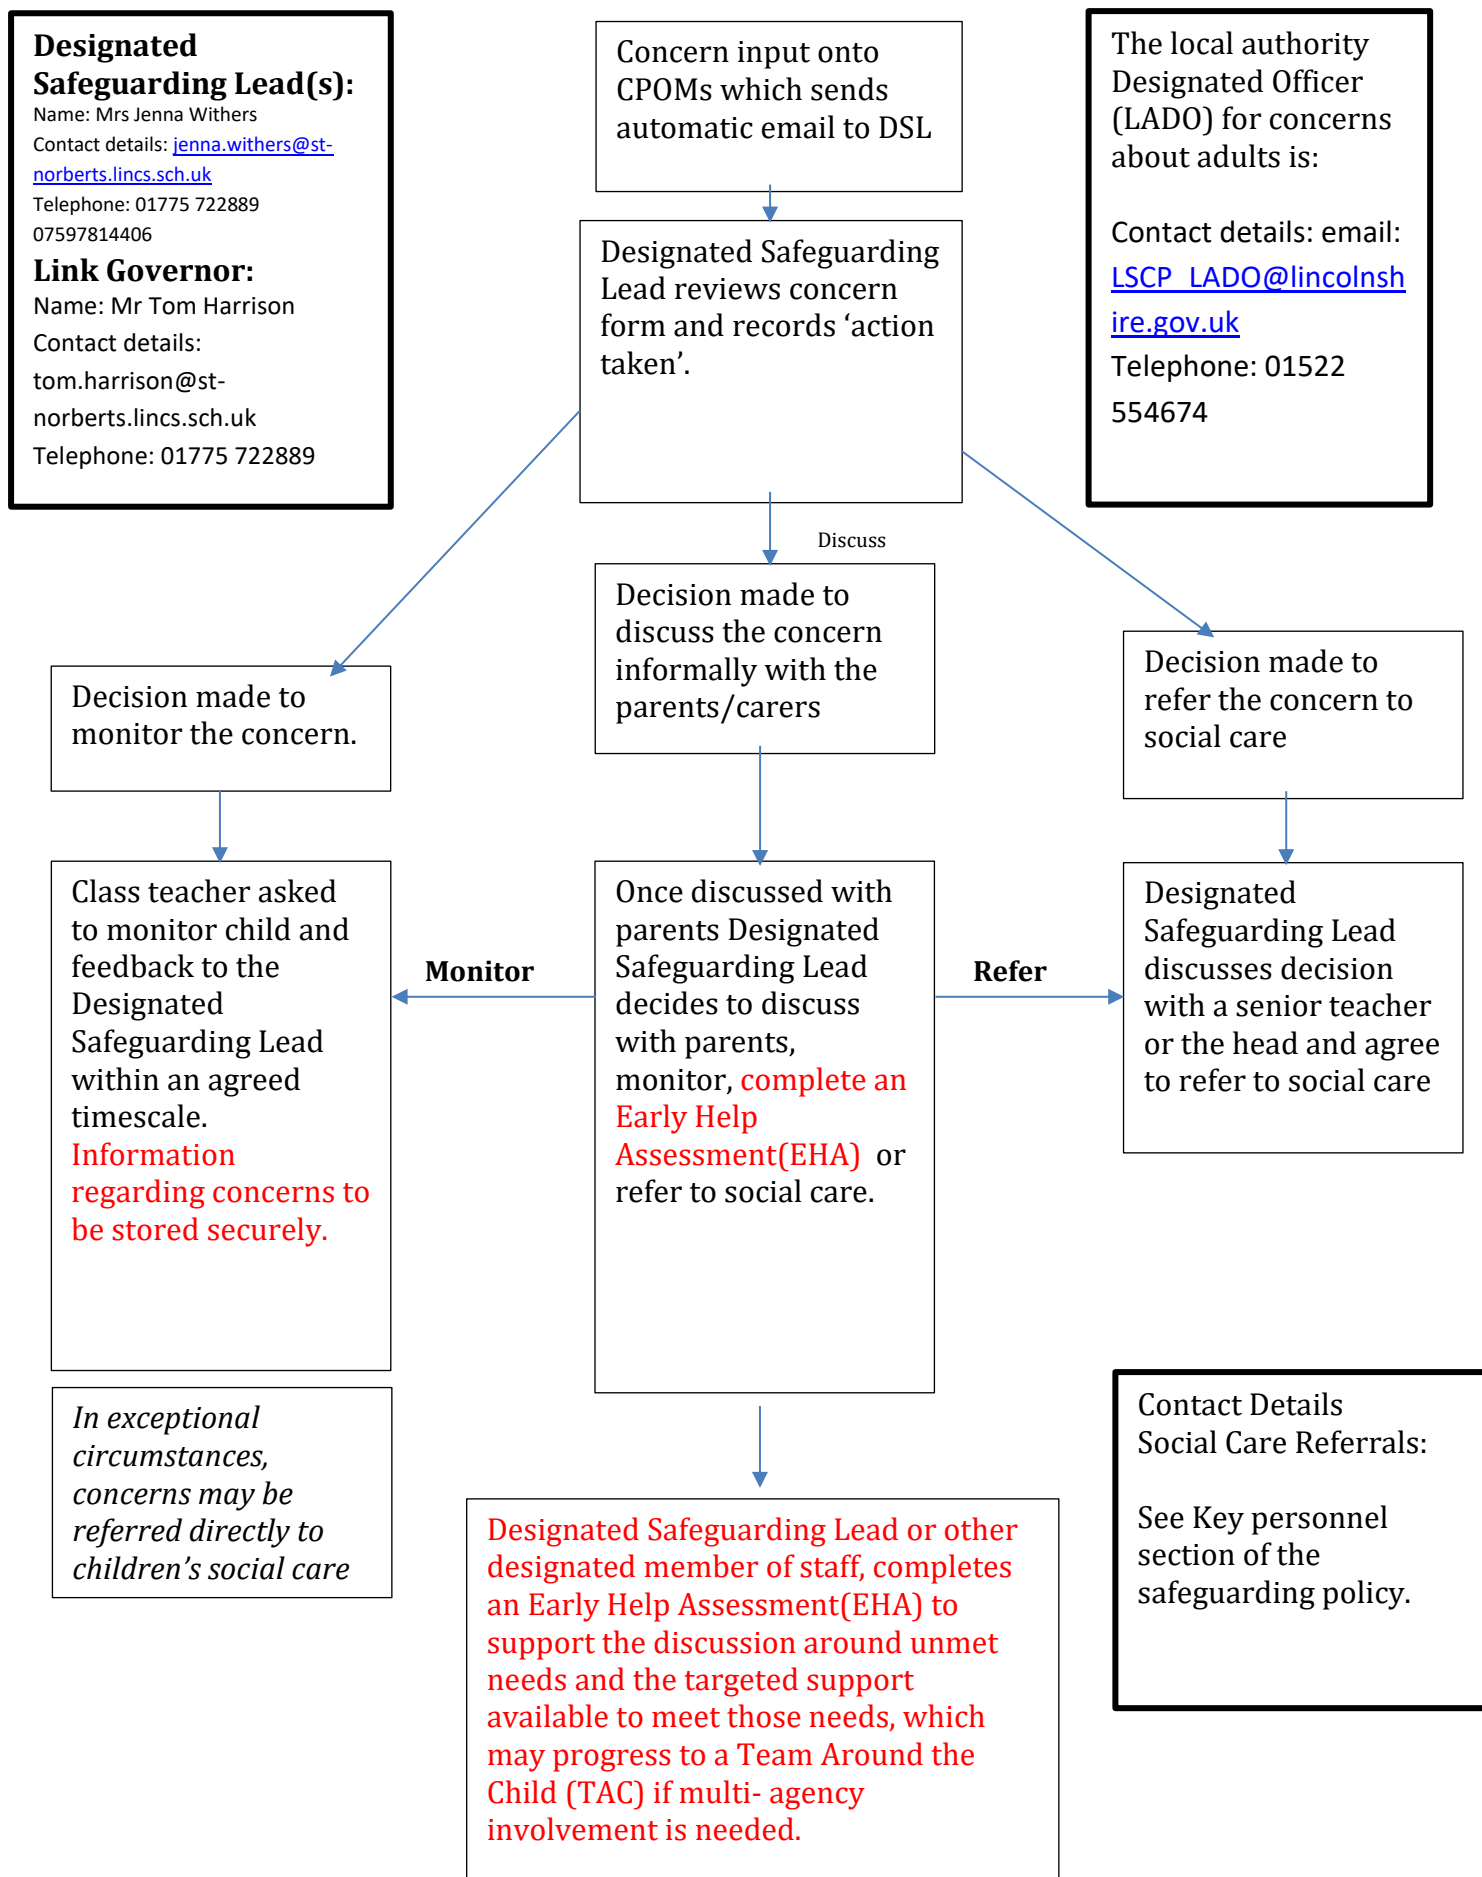 Designated
Safeguarding Lead(s):
Name: Mrs Jenna Withers
Contact details: jenna.withers@st-
norberts.lincs.sch.uk
Telephone: 01775 722889
07597814406
Link Governor:
Name: Mr Tom Harrison
Contact details:
tom.harrison@st-
norberts.lincs.sch.uk
Telephone: 01775 722889
Concern input onto
CPOMs which sends
automatic email to DSL
The local authority
Designated Officer
(LADO) for concerns
about adults is:
Contact details: email:
LSCP_LADO@lincolnsh
ire.gov.uk
Telephone: 01522
554674
Designated Safeguarding
Lead reviews concern
form and records ‘action
taken’.
Discuss
Decision made to
monitor the concern.
Decision made to
discuss the concern
informally with the
parents/carers
Decision made to
refer the concern to
social care
Class teacher asked
to monitor child and
feedback to the
Designated
Safeguarding Lead
within an agreed
timescale.
Information
regarding concerns to
be stored securely.
Monitor
Once discussed with
parents Designated
Safeguarding Lead
decides to discuss
with parents,
monitor, complete an
Early Help
Assessment(EHA) or
refer to social care.
Refer
Designated
Safeguarding Lead
discusses decision
with a senior teacher
or the head and agree
to refer to social care
In exceptional
circumstances,
concerns may be
referred directly to
children’s social care
Designated Safeguarding Lead or other
designated member of staff, completes
an Early Help Assessment(EHA) to
support the discussion around unmet
needs and the targeted support
available to meet those needs, which
may progress to a Team Around the
Child (TAC) if multi- agency
involvement is needed.
Contact Details
Social Care Referrals:
See Key personnel
section of the
safeguarding policy.